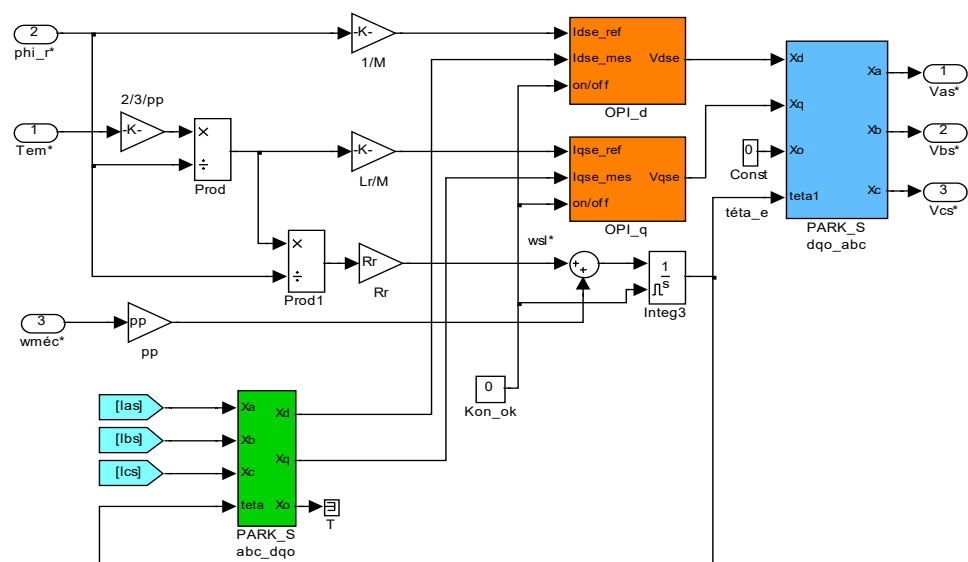 2
phi_r*
-K-
1/M
Idse_ref
Idse_mes
on/off
Vdse
OPI_d
2/3/pp
1
Tem*
-K-
×
÷
Prod
-K-
Lr/M
Iqse_ref
Iqse_mes
on/off
Vqse
OPI_q
Xd
Xq
Xo
teta1
Xa
Xb
Xc
PARK_S
dqo_abc
0
Const
téta_e
1
Vas*
2
Vbs*
3
Vcs*
×
÷
Prod1
Rr
Rr
wsl*
+
+
1
s
Integ3
3
wméc*
pp
pp
0
Kon_ok
[Ias]
[Ibs]
[Ics]
Xa
Xb
Xc
teta
Xd
Xq
Xo
PARK_S
abc_dqo
T